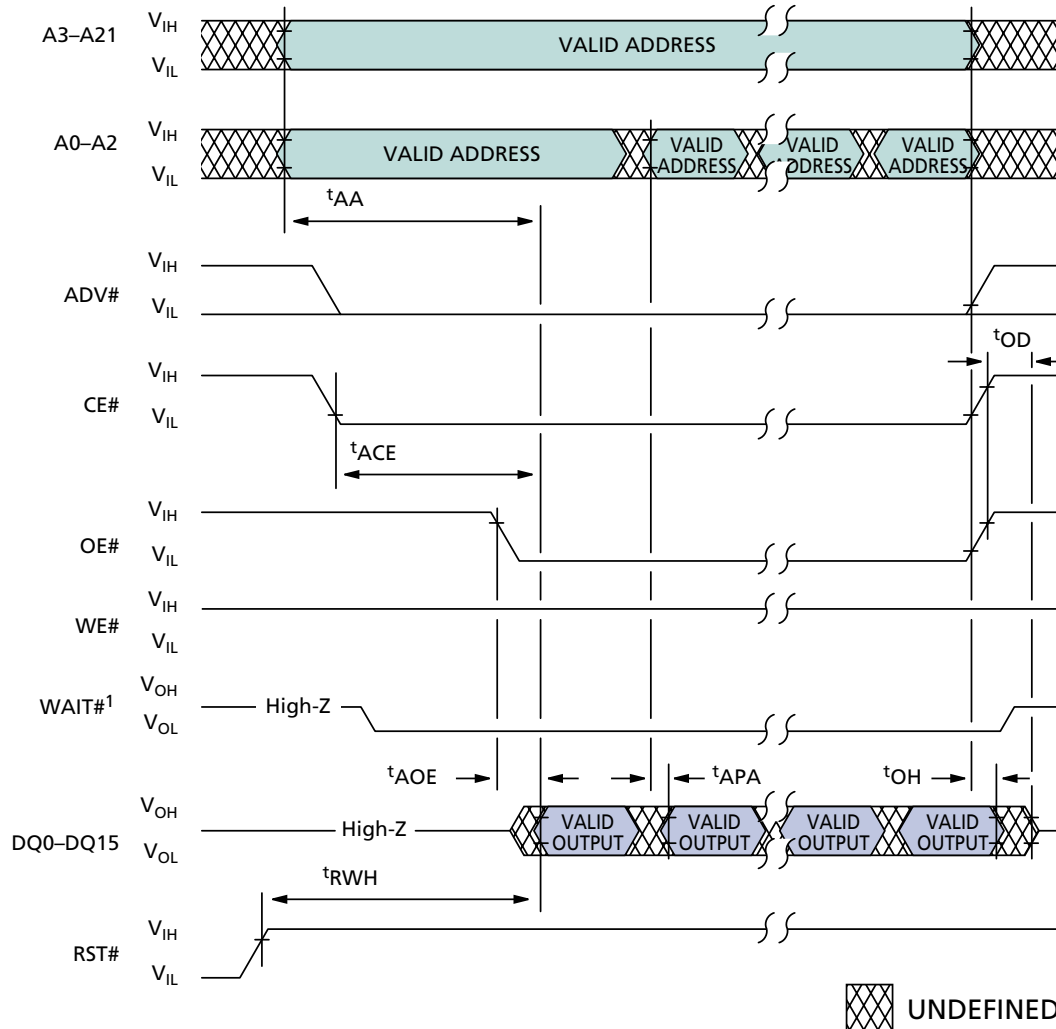 A3–A21
VIH
VIL
VALID ADDRESS
A0–A2
VIH
VIL
VALID ADDRESS
VALID ADDRESS
VALID ADDRESS
VALID ADDRESS
tAA
ADV#
VIH
VIL
tOD
CE#
VIH
VIL
tACE
OE#
VIH
VIL
WE#
VIH
VIL
WAIT#1
VOH
VOL
High-Z
tAOE
tAPA
tOH
DQ0–DQ15
VOH
VOL
High-Z
VALID OUTPUT
VALID OUTPUT
VALID OUTPUT
VALID OUTPUT
tRWH
RST#
VIH
VIL
UNDEFINED